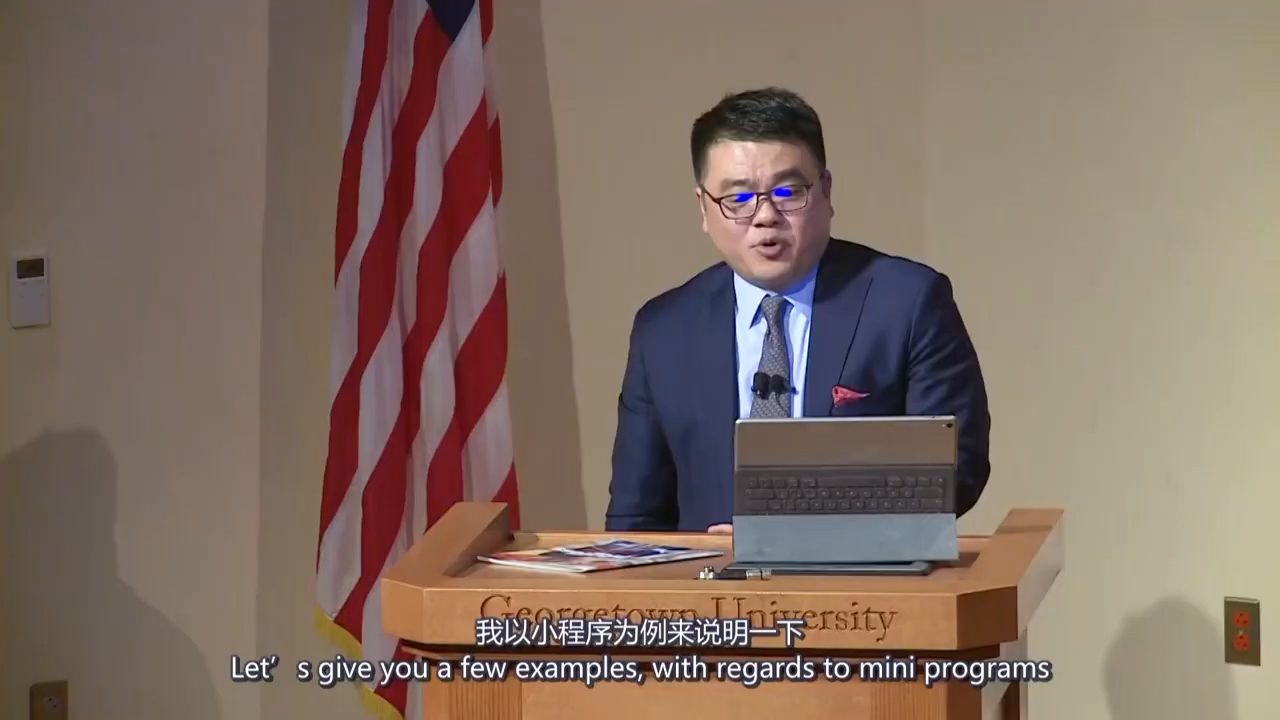 Georgetown University
我以小程序为例来说明一下
Let's give you a few examples, with regards to mini programs